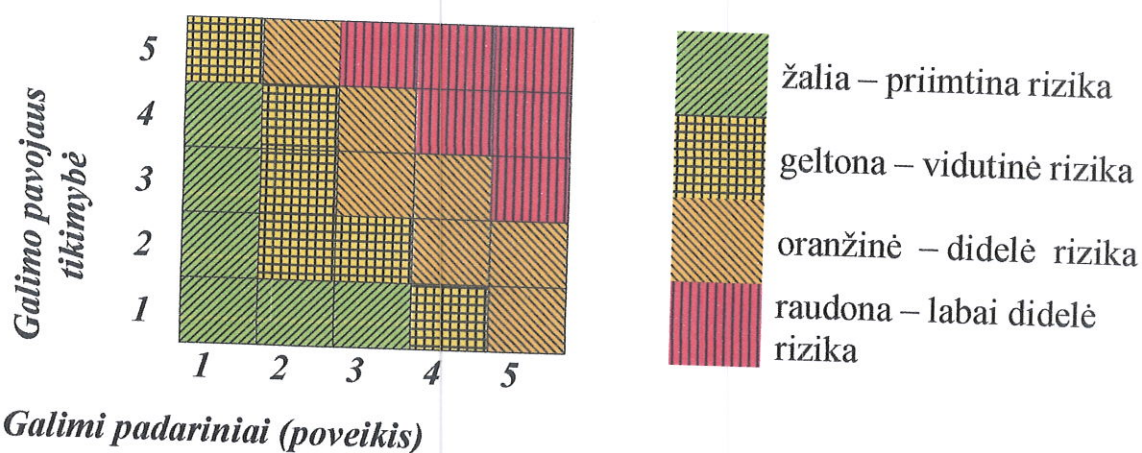 Galimo pavojaus
tikimybė
5
4
3
2
1
1 2 3 4 5
Galimi padariniai (poveikis)
žalia – priimtina rizika
geltona – vidutinė rizika
oranžinė – didelė rizika
raudona – labai didelė
rizika